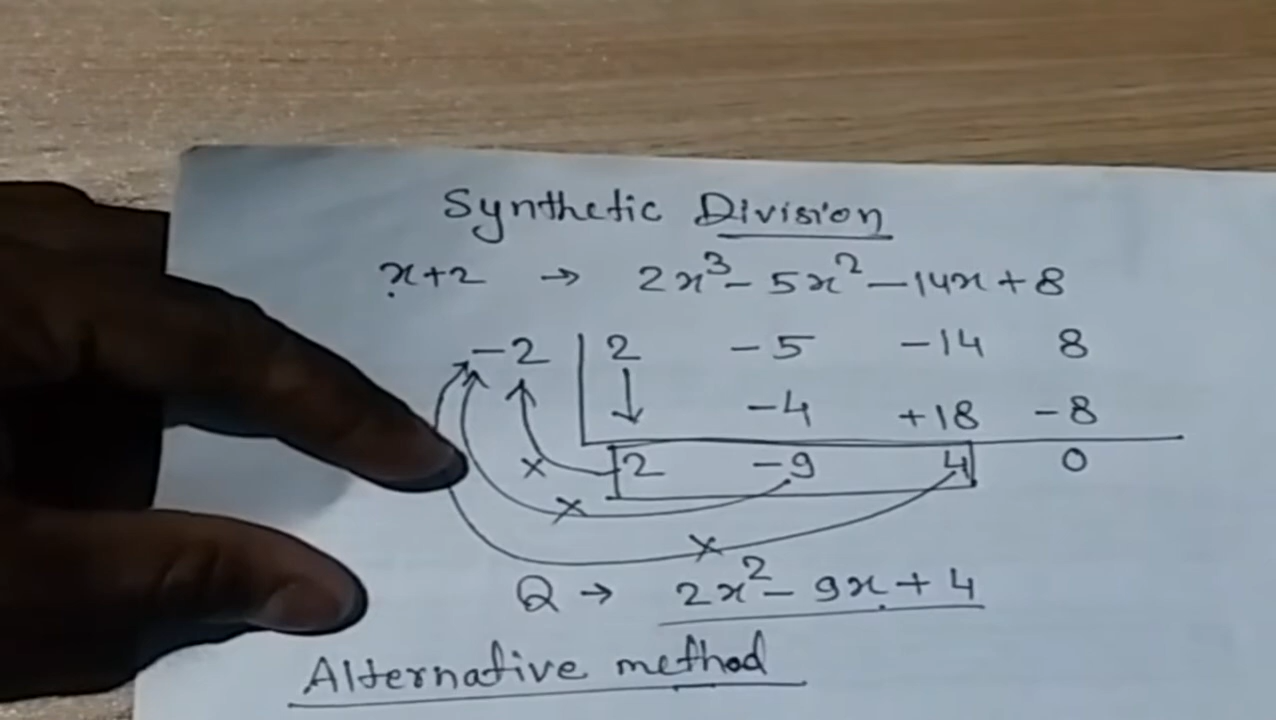 Synthetic Division
x+2 → 2x³ - 5x² - 14x + 8
-2 | 2 -5 -14 8
↓ -4 +18 -8
× 2 -9 4 0
×
×
Q → 2x² - 9x + 4
Alternative method